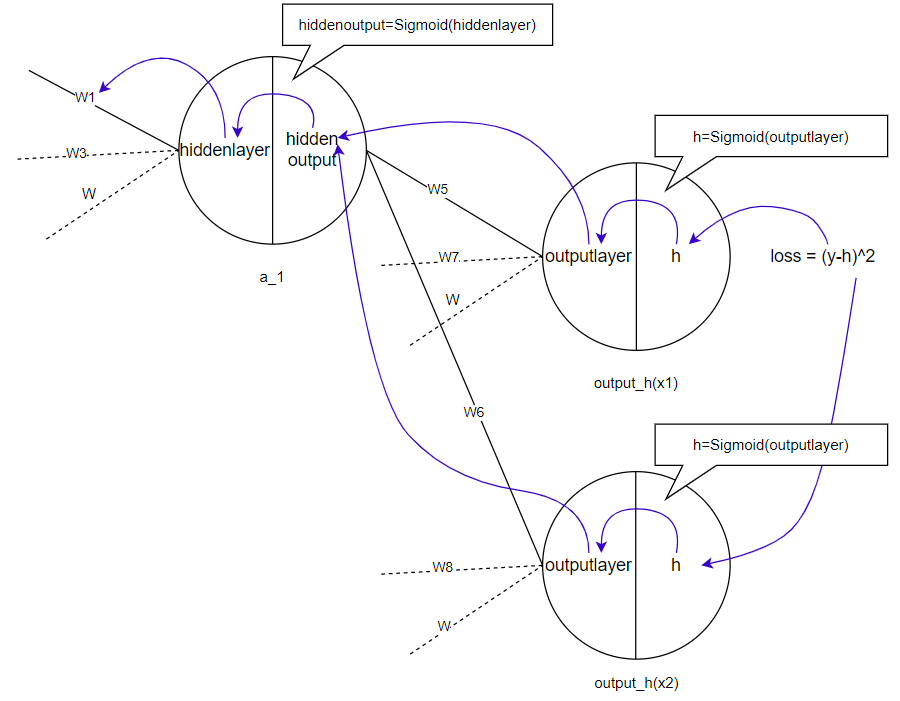 hiddenoutput=Sigmoid(hiddenlayer)
W1
hiddenlayer
hidden
output
W3
W
a_1
h=Sigmoid(outputlayer)
W5
W7
W
outputlayer
h
loss = (y-h)^2
output_h(x1)
W6
h=Sigmoid(outputlayer)
W8
W
outputlayer
h
output_h(x2)